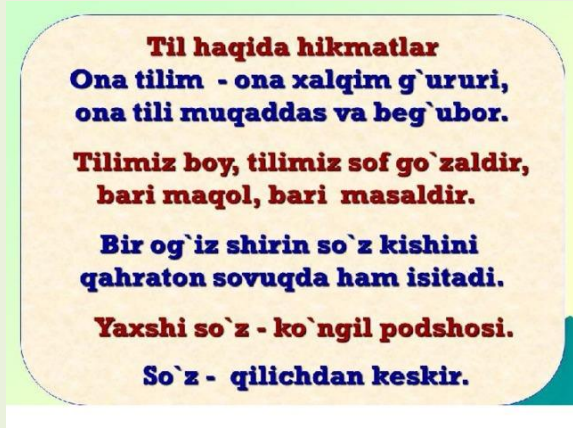 Til haqida hikmatlar
Ona tilim - ona xalqim g`ururi,
ona tili muqaddas va beg`ubor.
Tilimiz boy, tilimiz sof go`zaldir,
bari maqol, bari masaldir.
Bir og`iz shirin so`z kishini
qahraton sovuqda ham isitadi.
Yaxshi so`z - ko`ngil podshosi.
So`z - qilichdan keskir.